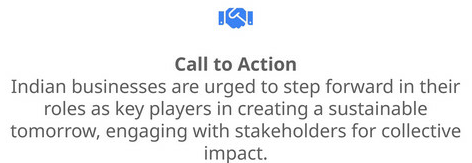 Call to Action
Indian businesses are urged to step forward in their
roles as key players in creating a sustainable
tomorrow, engaging with stakeholders for collective
impact.